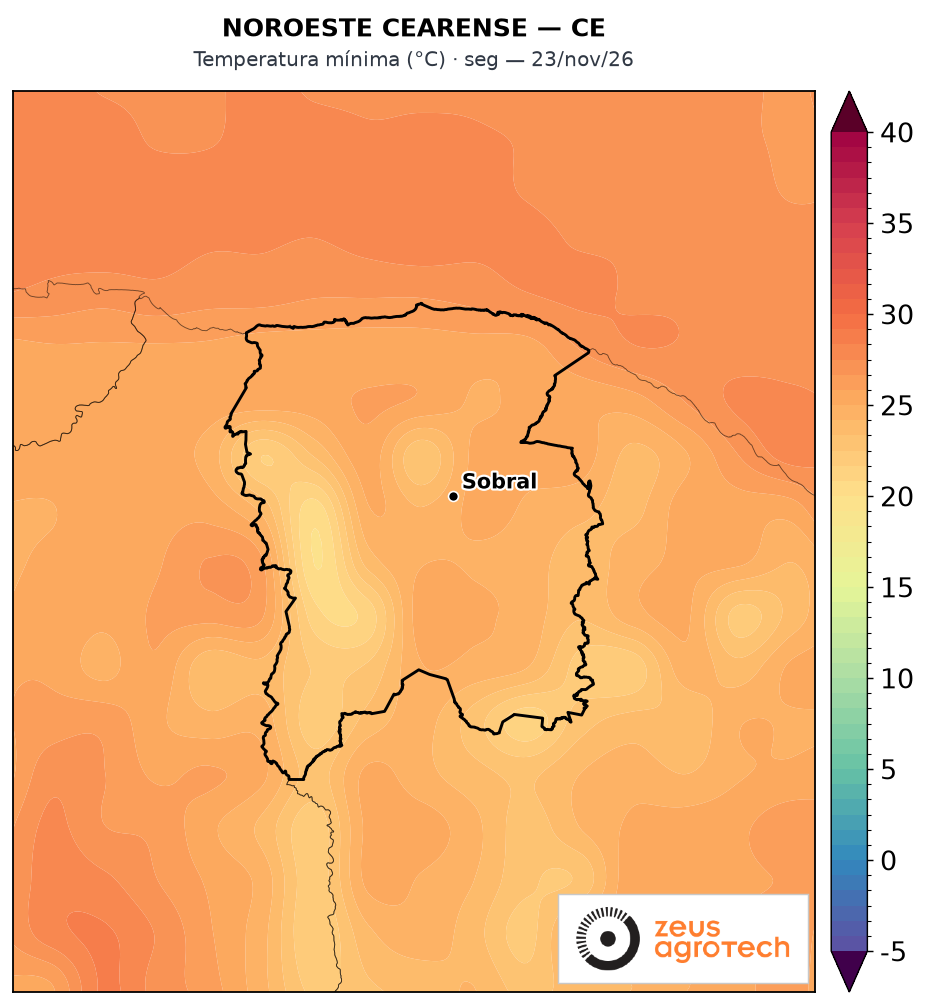 NOROESTE CEARENSE — CE
Temperatura mínima (°C) · seg — 23/nov/26
40
35
30
25
20
15
10
5
0
-5
Sobral
zeus
agrotech